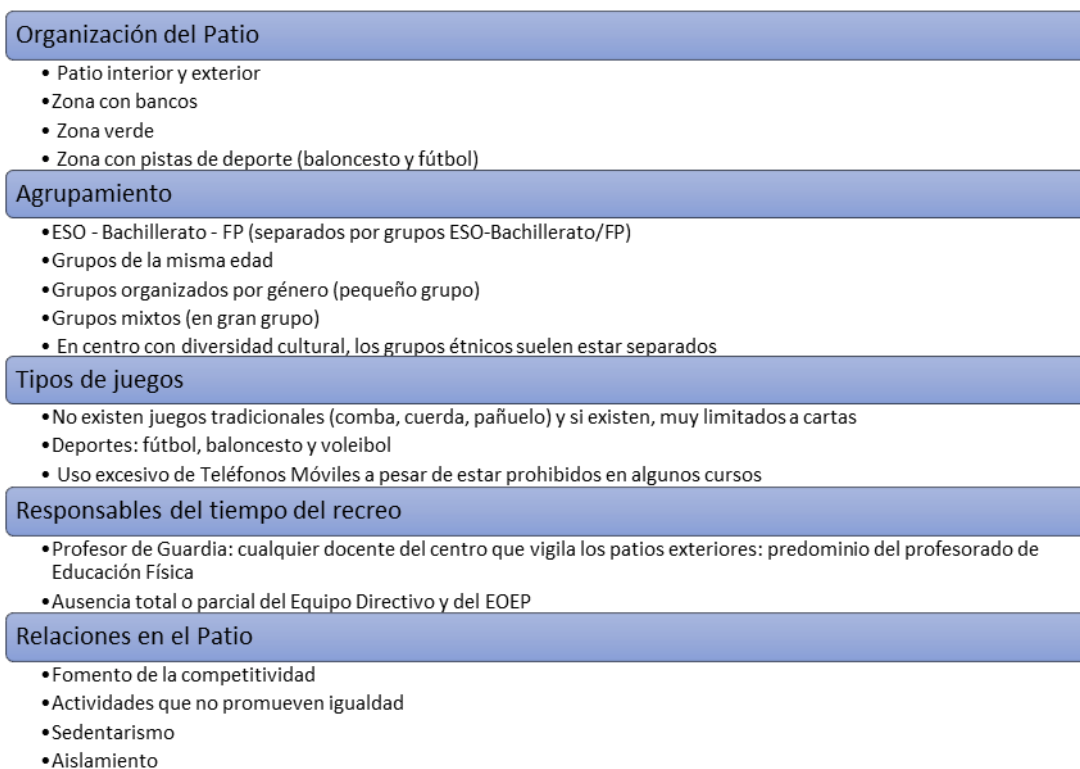 Organización del Patio
• Patio interior y exterior
•Zona con bancos
• Zona verde
• Zona con pistas de deporte (baloncesto y fútbol)
Agrupamiento
•ESO - Bachillerato - FP (separados por grupos ESO-Bachillerato/FP)
•Grupos de la misma edad
•Grupos organizados por género (pequeño grupo)
•Grupos mixtos (en gran grupo)
• En centro con diversidad cultural, los grupos étnicos suelen estar separados
Tipos de juegos
•No existen juegos tradicionales (comba, cuerda, pañuelo) y si existen, muy limitados a cartas
•Deportes: fútbol, baloncesto y voleibol
• Uso excesivo de Teléfonos Móviles a pesar de estar prohibidos en algunos cursos
Responsables del tiempo del recreo
•Profesor de Guardia: cualquier docente del centro que vigila los patios exteriores: predominio del profesorado de
Educación Física
•Ausencia total o parcial del Equipo Directivo y del EOEP
Relaciones en el Patio
•Fomento de la competitividad
•Actividades que no promueven igualdad
•Sedentarismo
•Aislamiento